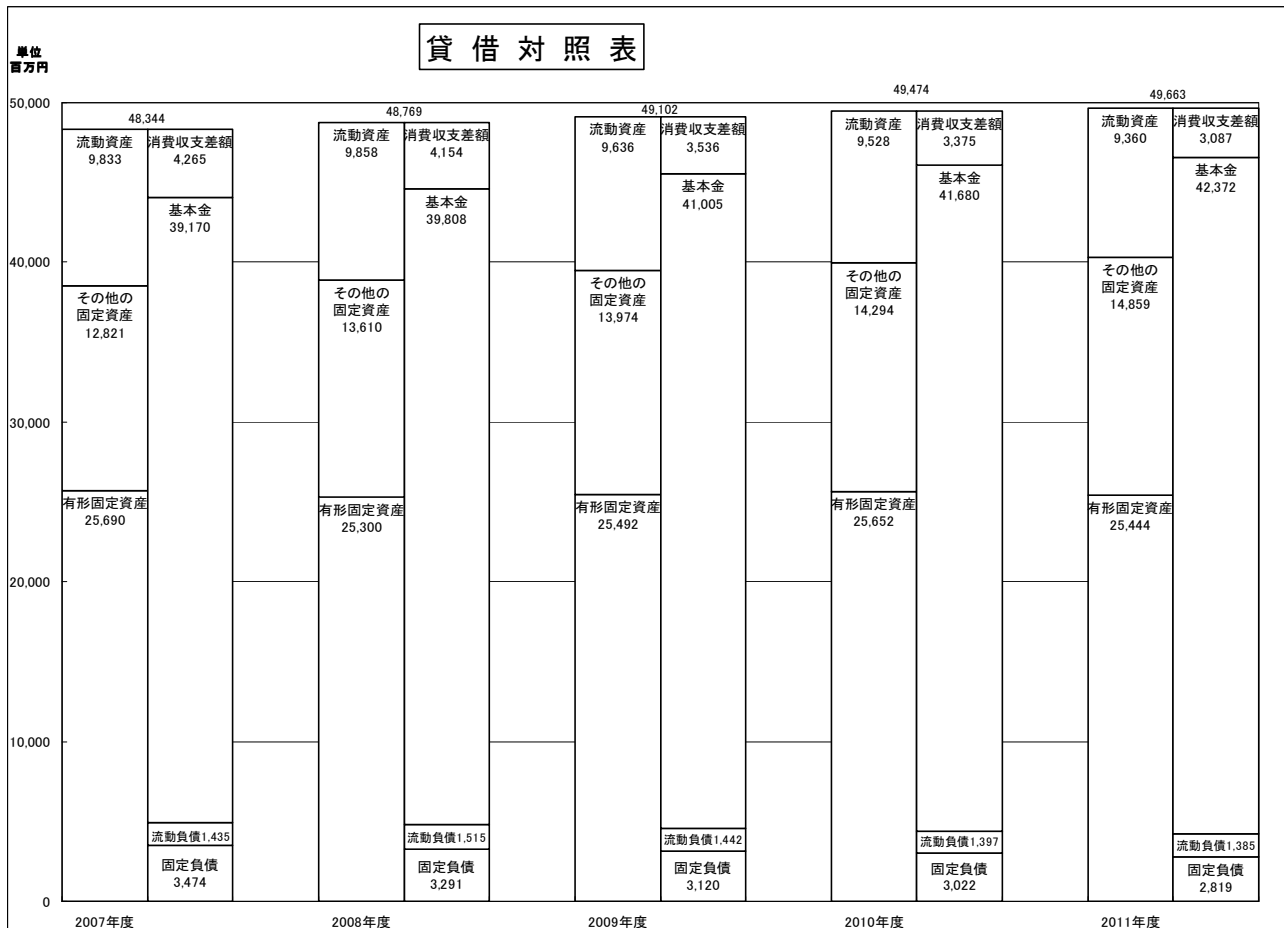 貸借対照表
単位
百万円
50,000
40,000
30,000
20,000
10,000
0
48,344
流動資産
9,833
その他の
固定資産
12,821
有形固定資産
25,690
消費収支差額
4,265
基本金
39,170
流動負債1,435
固定負債
3,474
2007年度
48,769
流動資産
9,858
その他の
固定資産
13,610
有形固定資産
25,300
消費収支差額
4,154
基本金
39,808
流動負債1,515
固定負債
3,291
2008年度
49,102
流動資産
9,636
その他の
固定資産
13,974
有形固定資産
25,492
消費収支差額
3,536
基本金
41,005
流動負債1,442
固定負債
3,120
2009年度
49,474
流動資産
9,528
その他の
固定資産
14,294
有形固定資産
25,652
消費収支差額
3,375
基本金
41,680
流動負債1,397
固定負債
3,022
2010年度
49,663
流動資産
9,360
その他の
固定資産
14,859
有形固定資産
25,444
消費収支差額
3,087
基本金
42,372
流動負債1,385
固定負債
2,819
2011年度